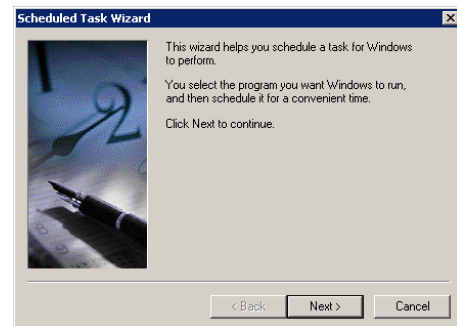 Scheduled Task Wizard
This wizard helps you schedule a task for Windows
to perform.
You select the program you want Windows to run,
and then schedule it for a convenient time.
Click Next to continue.
< Back
Next >
Cancel